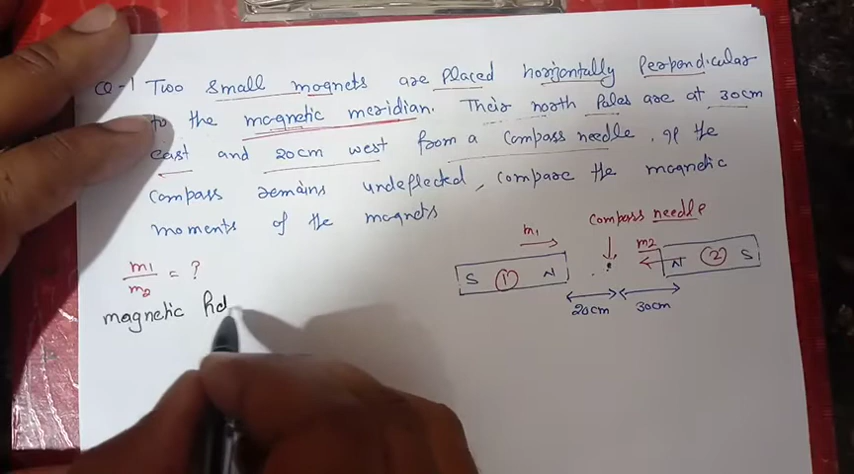 Q-1 Two small magnets are placed horizontally Perpendicular
to the magnetic meridian. Their north Poles are at 30cm
east and 20cm west from a compass needle. If the
compass remains undeflected, compare the magnetic
moments of the magnets
compass needle
m1
m2
S 1 N
N 2 S
20cm 30cm
m1/m2 = ?
magnetic